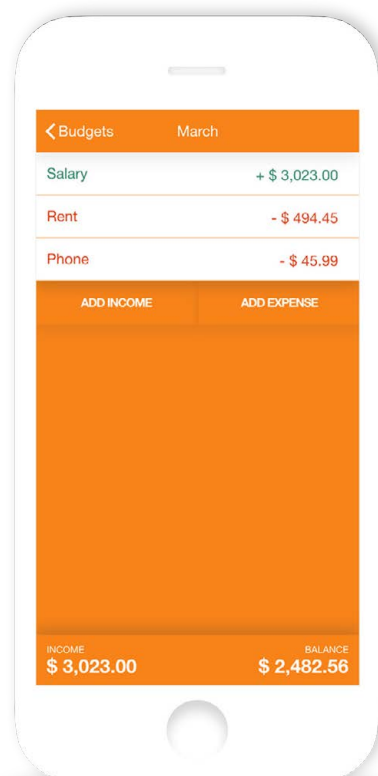 Budgets March
Salary + $ 3,023.00
Rent - $ 494.45
Phone - $ 45.99
ADD INCOME ADD EXPENSE
INCOME BALANCE
$ 3,023.00 $ 2,482.56